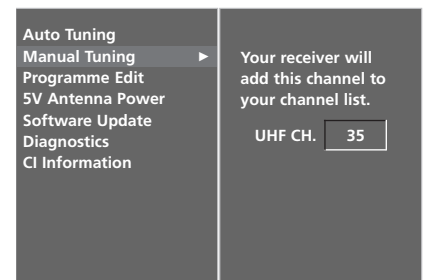 Auto Tuning
Manual Tuning
Programme Edit
5V Antenna Power
Software Update
Diagnostics
CI Information
Your receiver will
add this channel to
your channel list.
UHF CH. 35